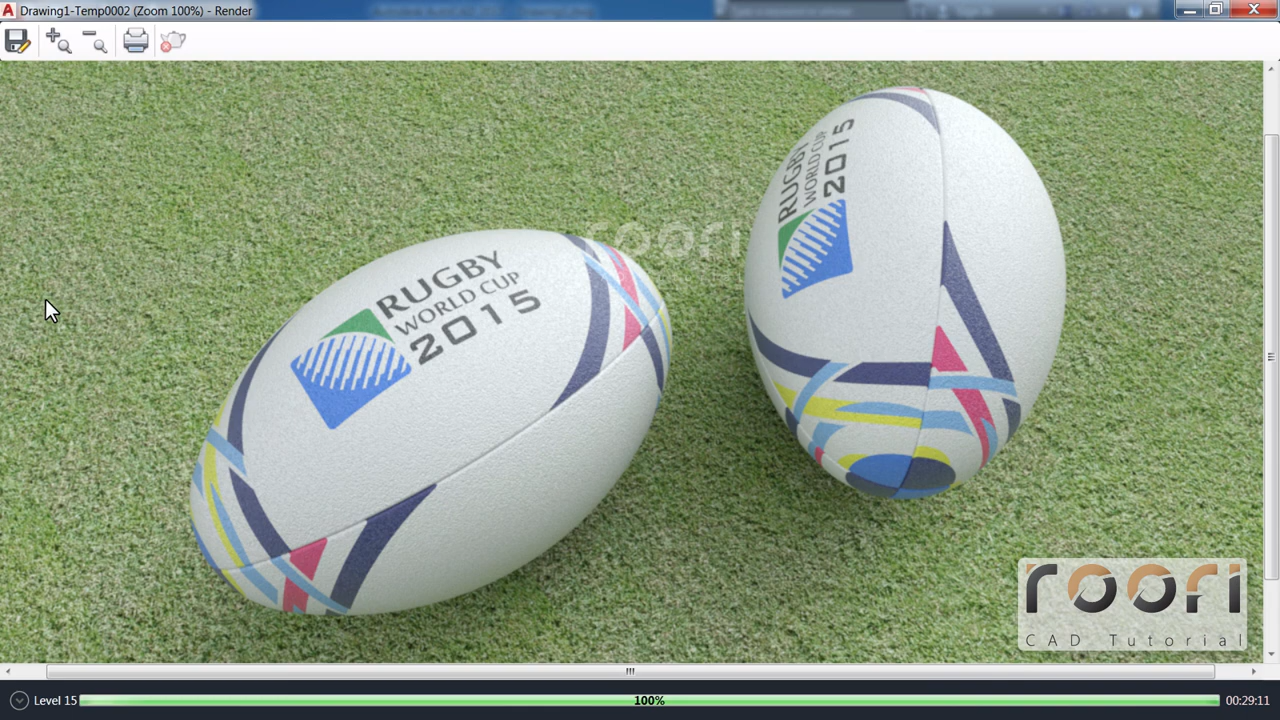 Drawing1-Temp0002 (Zoom 100%) - Render
roofi
RUGBY
WORLD CUP
2015
RUGBY
WORLD CUP
2015
roofi
CAD Tutorial
Level 15
100%
00:29:11